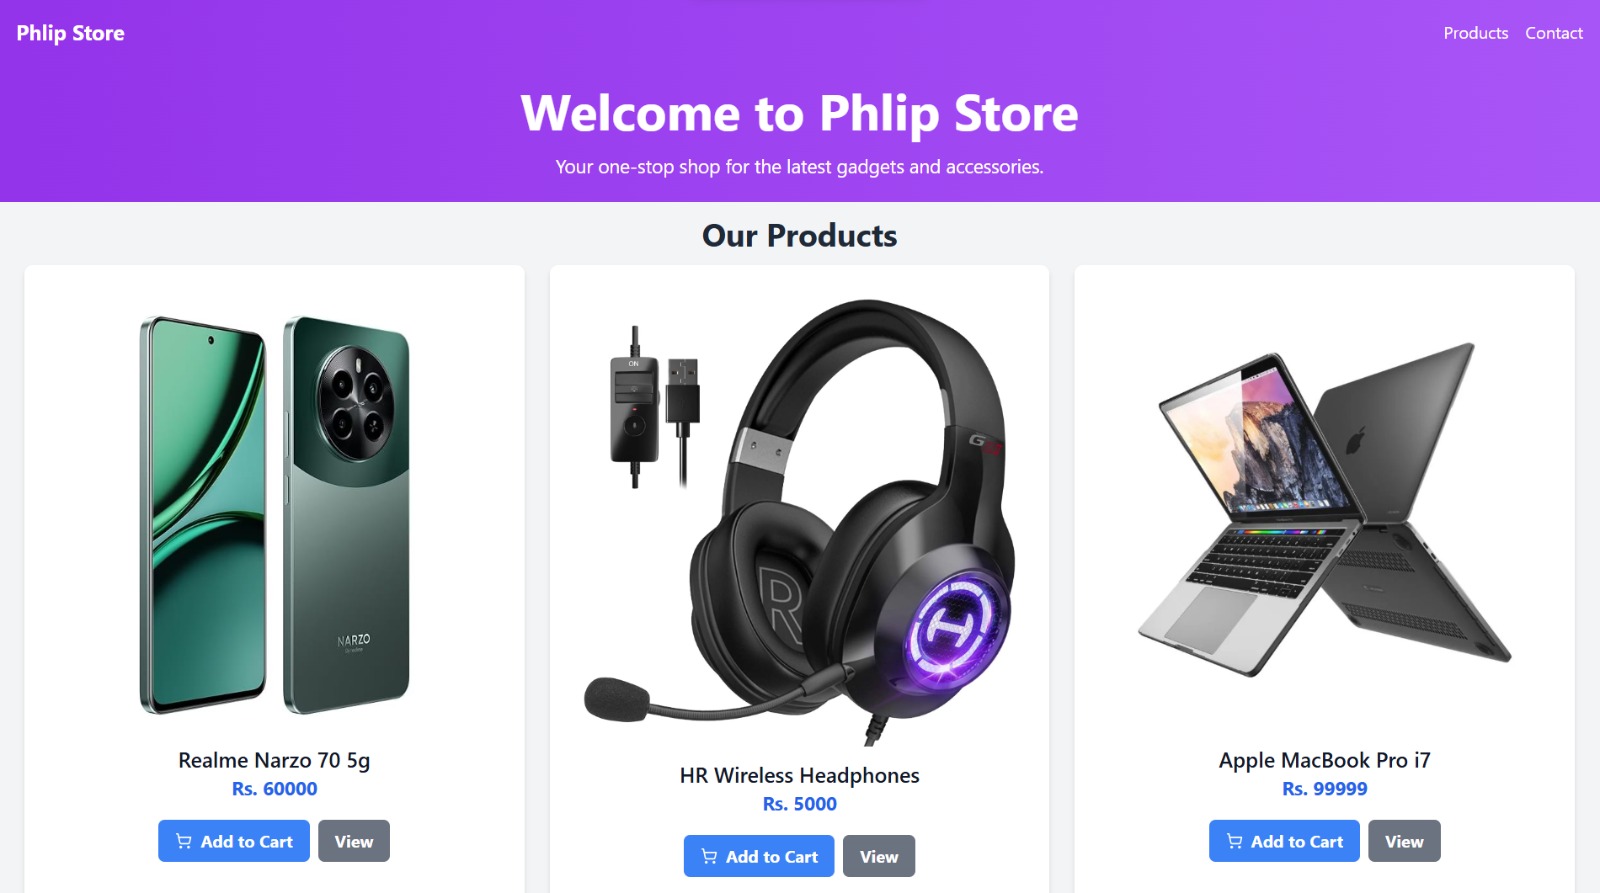 Phlip Store
Products
Contact
Welcome to Phlip Store
Your one-stop shop for the latest gadgets and accessories.
Our Products
ON
R
H
NARZO
Realme Narzo 70 5g
Rs. 60000
Add to Cart
View
HR Wireless Headphones
Rs. 5000
Add to Cart
View
Apple MacBook Pro i7
Rs. 99999
Add to Cart
View